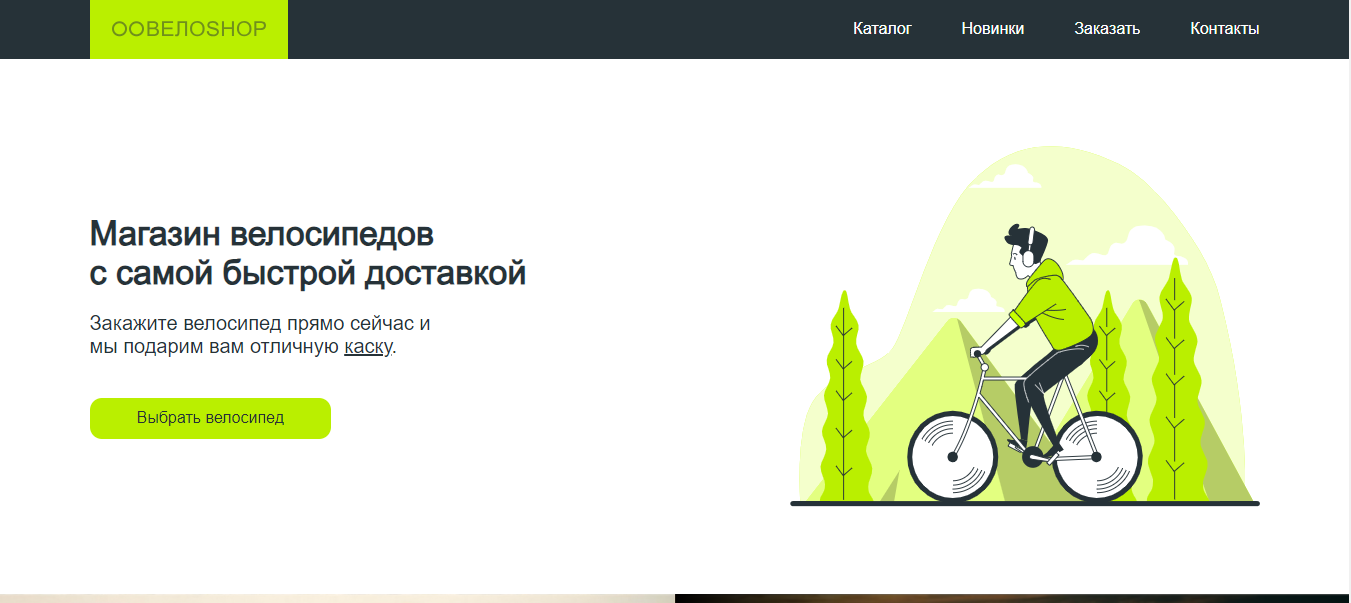 ООВЕЛОSHOP
Каталог
Новинки
Заказать
Контакты
Магазин велосипедов
с самой быстрой доставкой
Закажите велосипед прямо сейчас и
мы подарим вам отличную каску.
Выбрать велосипед